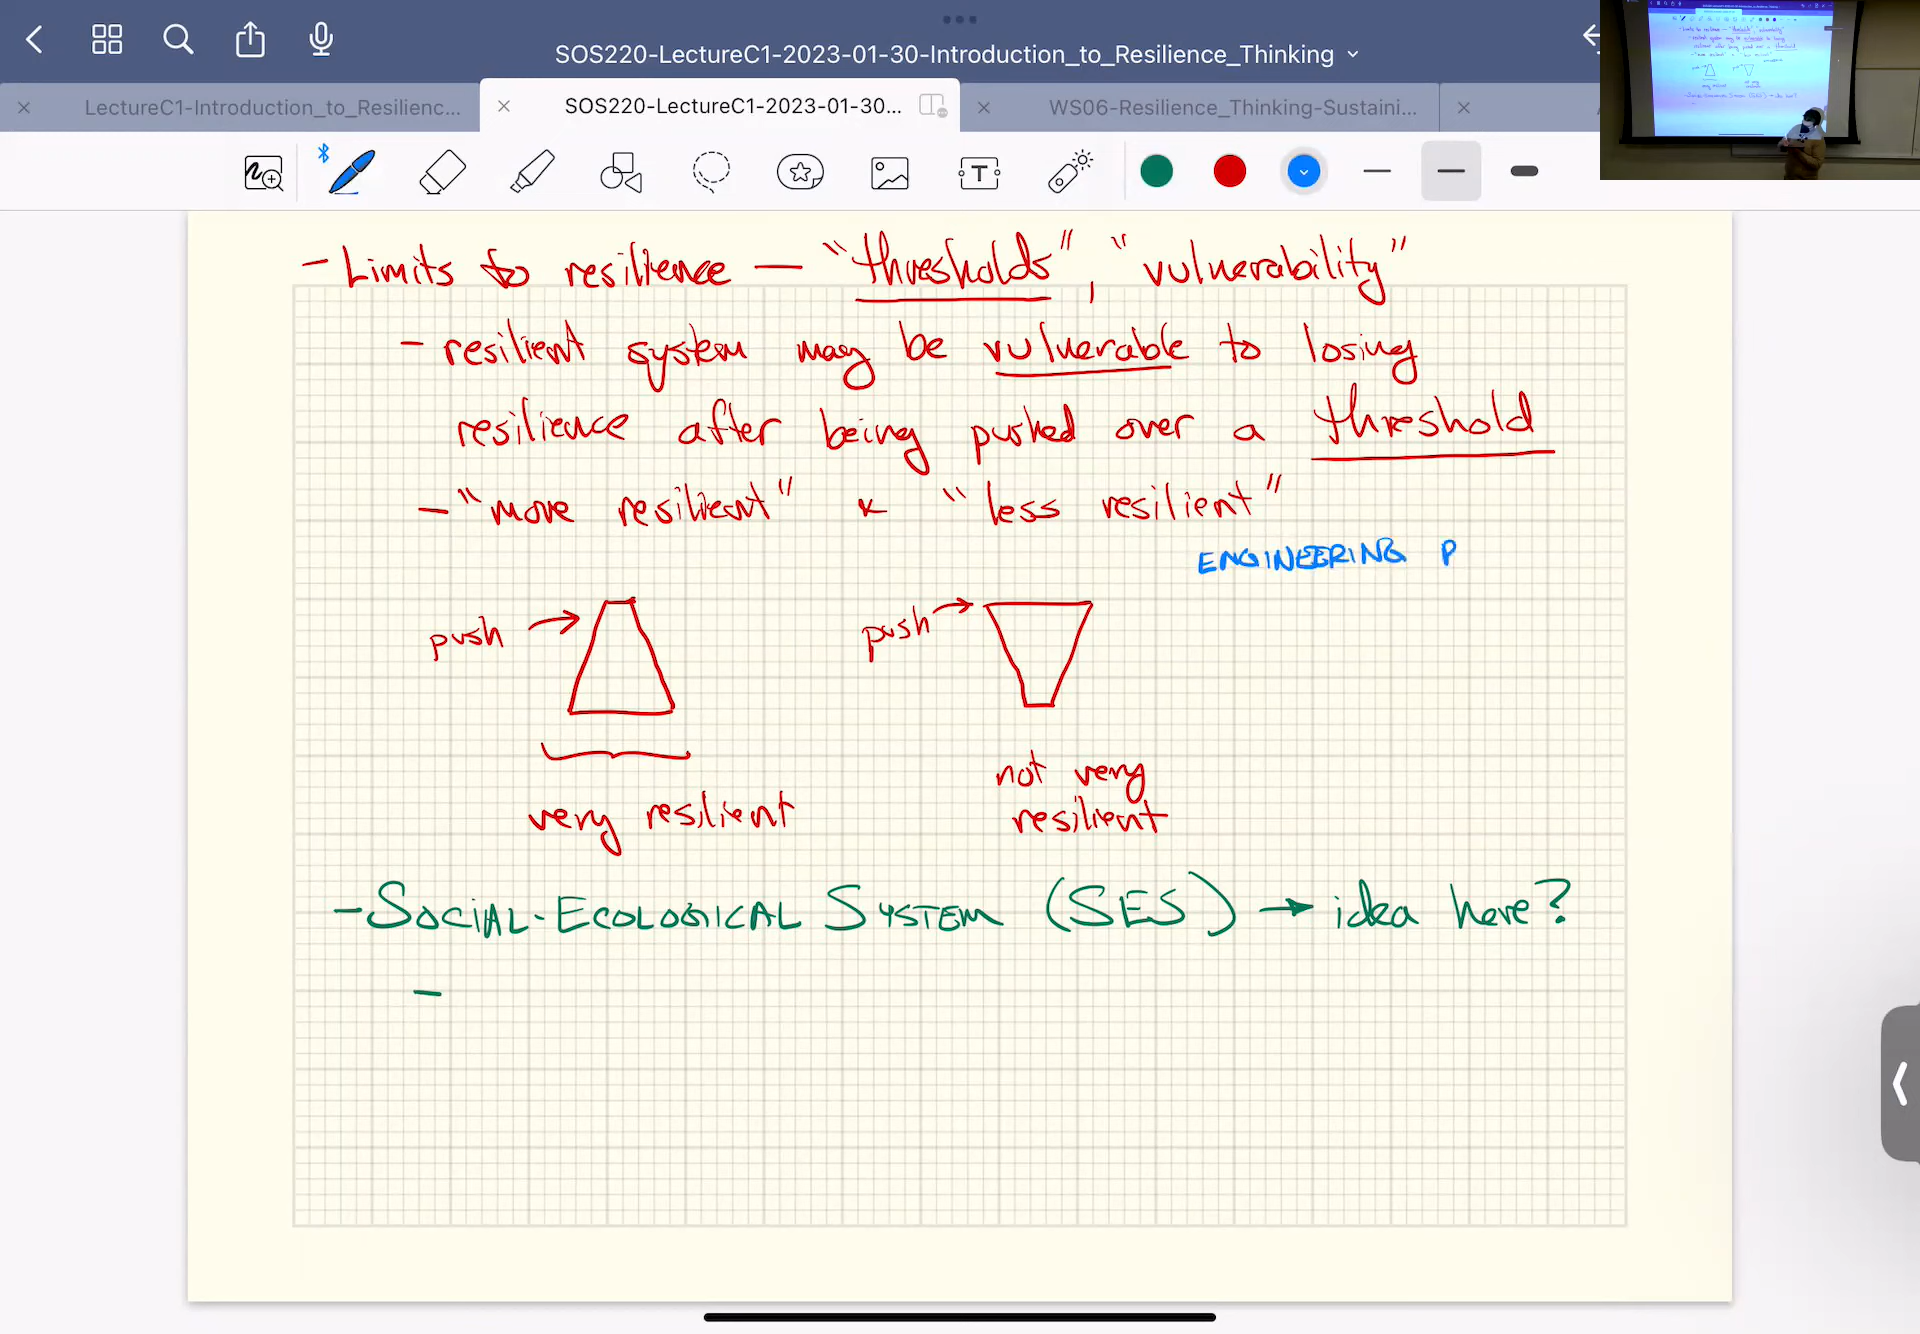 SOS220-LectureC1-2023-01-30-Introduction_to_Resilience_Thinking
LectureC1-Introduction_to_Resilienc...
SOS220-LectureC1-2023-01-30...
WS06-Resilience_Thinking-Sustaini...
- Limits to resilience — "thresholds", "vulnerability"
- resilient system may be vulnerable to losing
resilience after being pushed over a threshold
- "more resilient" & "less resilient"
ENGINEERING P
push
push
very resilient
not very
resilient
- SOCIAL-ECOLOGICAL SYSTEM (SES) → idea here?
-